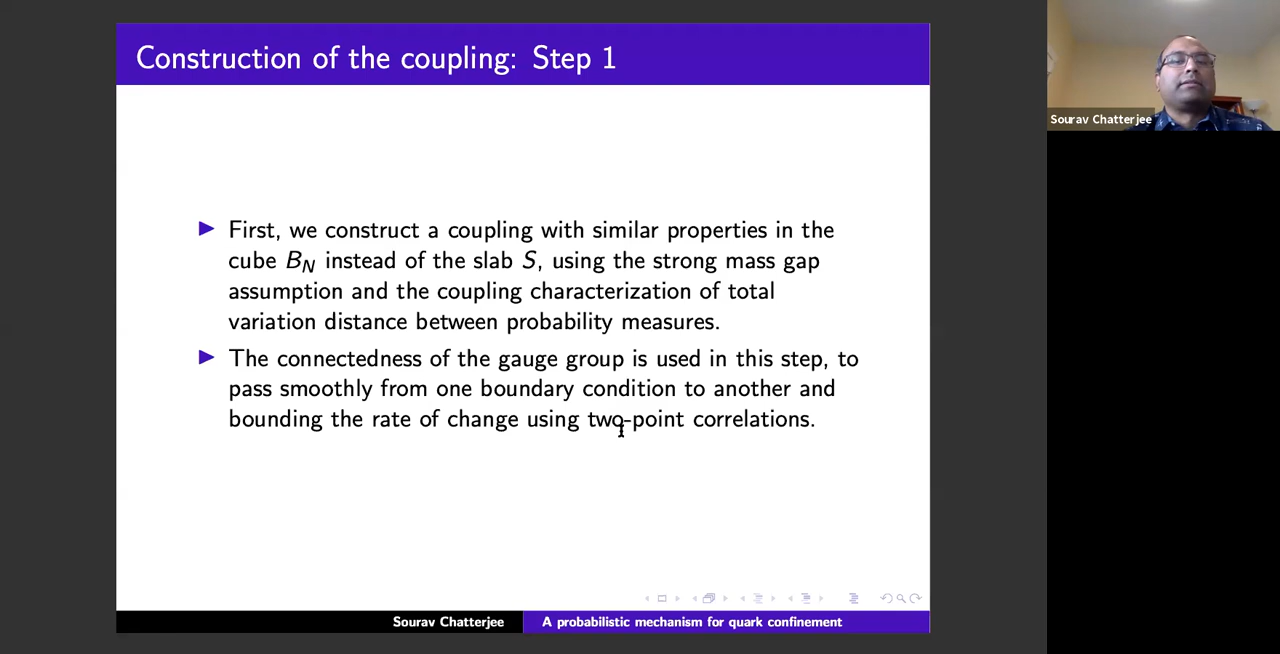 Construction of the coupling: Step 1
First, we construct a coupling with similar properties in the
cube B_N instead of the slab S, using the strong mass gap
assumption and the coupling characterization of total
variation distance between probability measures.
The connectedness of the gauge group is used in this step, to
pass smoothly from one boundary condition to another and
bounding the rate of change using two-point correlations.
Sourav Chatterjee
A probabilistic mechanism for quark confinement
Sourav Chatterjee